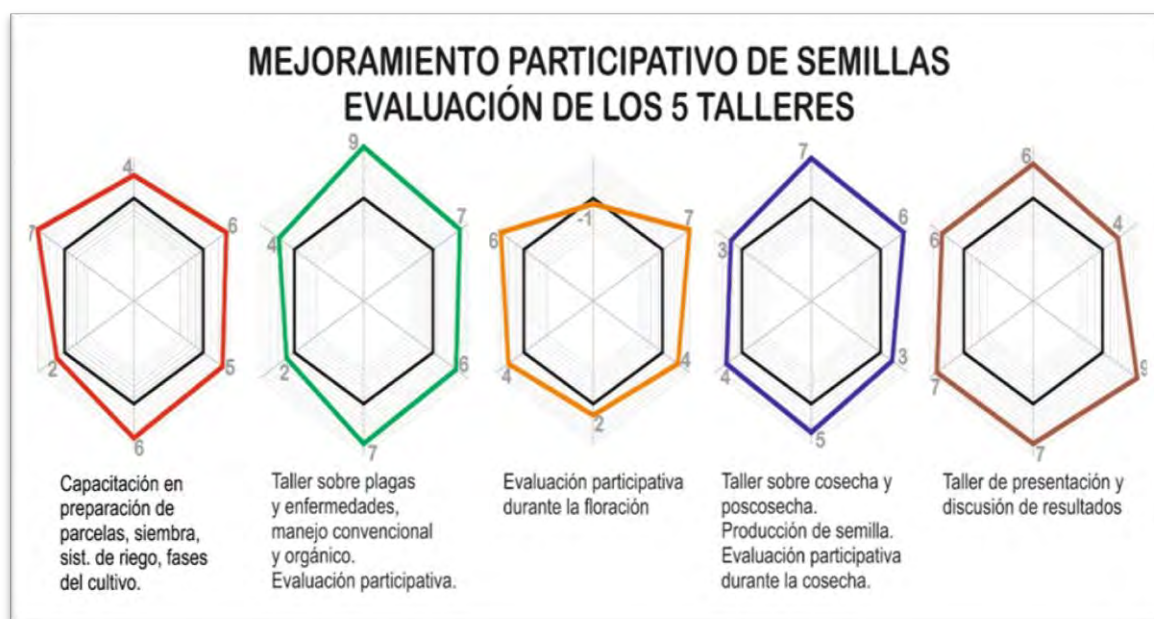 MEJORAMIENTO PARTICIPATIVO DE SEMILLAS
EVALUACIÓN DE LOS 5 TALLERES
4
7
6
2
5
6
9
4
7
2
6
7
-1
6
7
4
4
2
7
3
6
4
3
5
6
6
4
7
9
7
Capacitación en
preparación de
parcelas, siembra,
sist. de riego, fases
del cultivo.
Taller sobre plagas
y enfermedades,
manejo convencional
y orgánico.
Evaluación participativa.
Evaluación participativa
durante la floración
Taller sobre cosecha y
poscosecha.
Producción de semilla.
Evaluación participativa
durante la cosecha.
Taller de presentación y
discusión de resultados